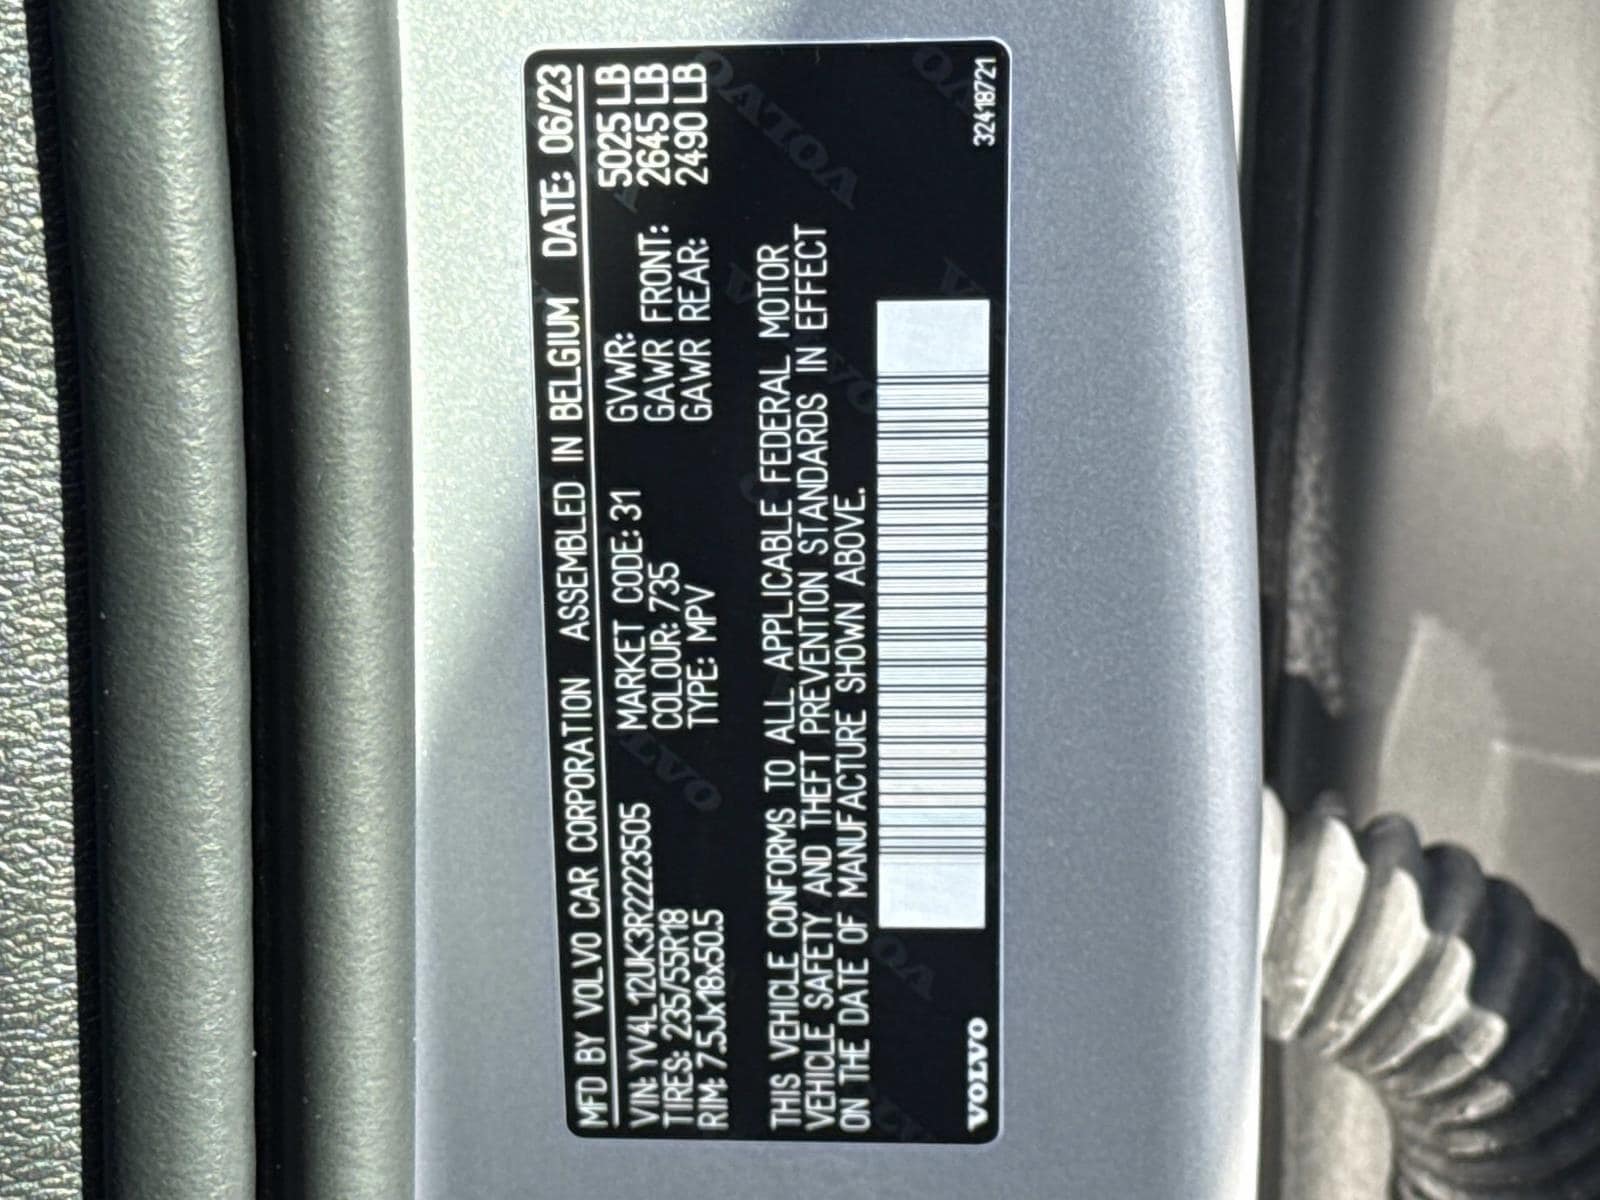 MFD BY VOLVO CAR CORPORATION ASSEMBLED IN BELGIUM DATE: 06/23
VIN: YV4L12UK3R2223505 MARKET CODE: 31 GVWR: 5025 LB
TIRES: 235/55R18 COLOUR: 735 GAWR FRONT: 2645 LB
RIM: 7.5Jx18x50.5 TYPE: MPV GAWR REAR: 2490 LB
THIS VEHICLE CONFORMS TO ALL APPLICABLE FEDERAL MOTOR
VEHICLE SAFETY AND THEFT PREVENTION STANDARDS IN EFFECT
ON THE DATE OF MANUFACTURE SHOWN ABOVE.
VOLVO 32418721